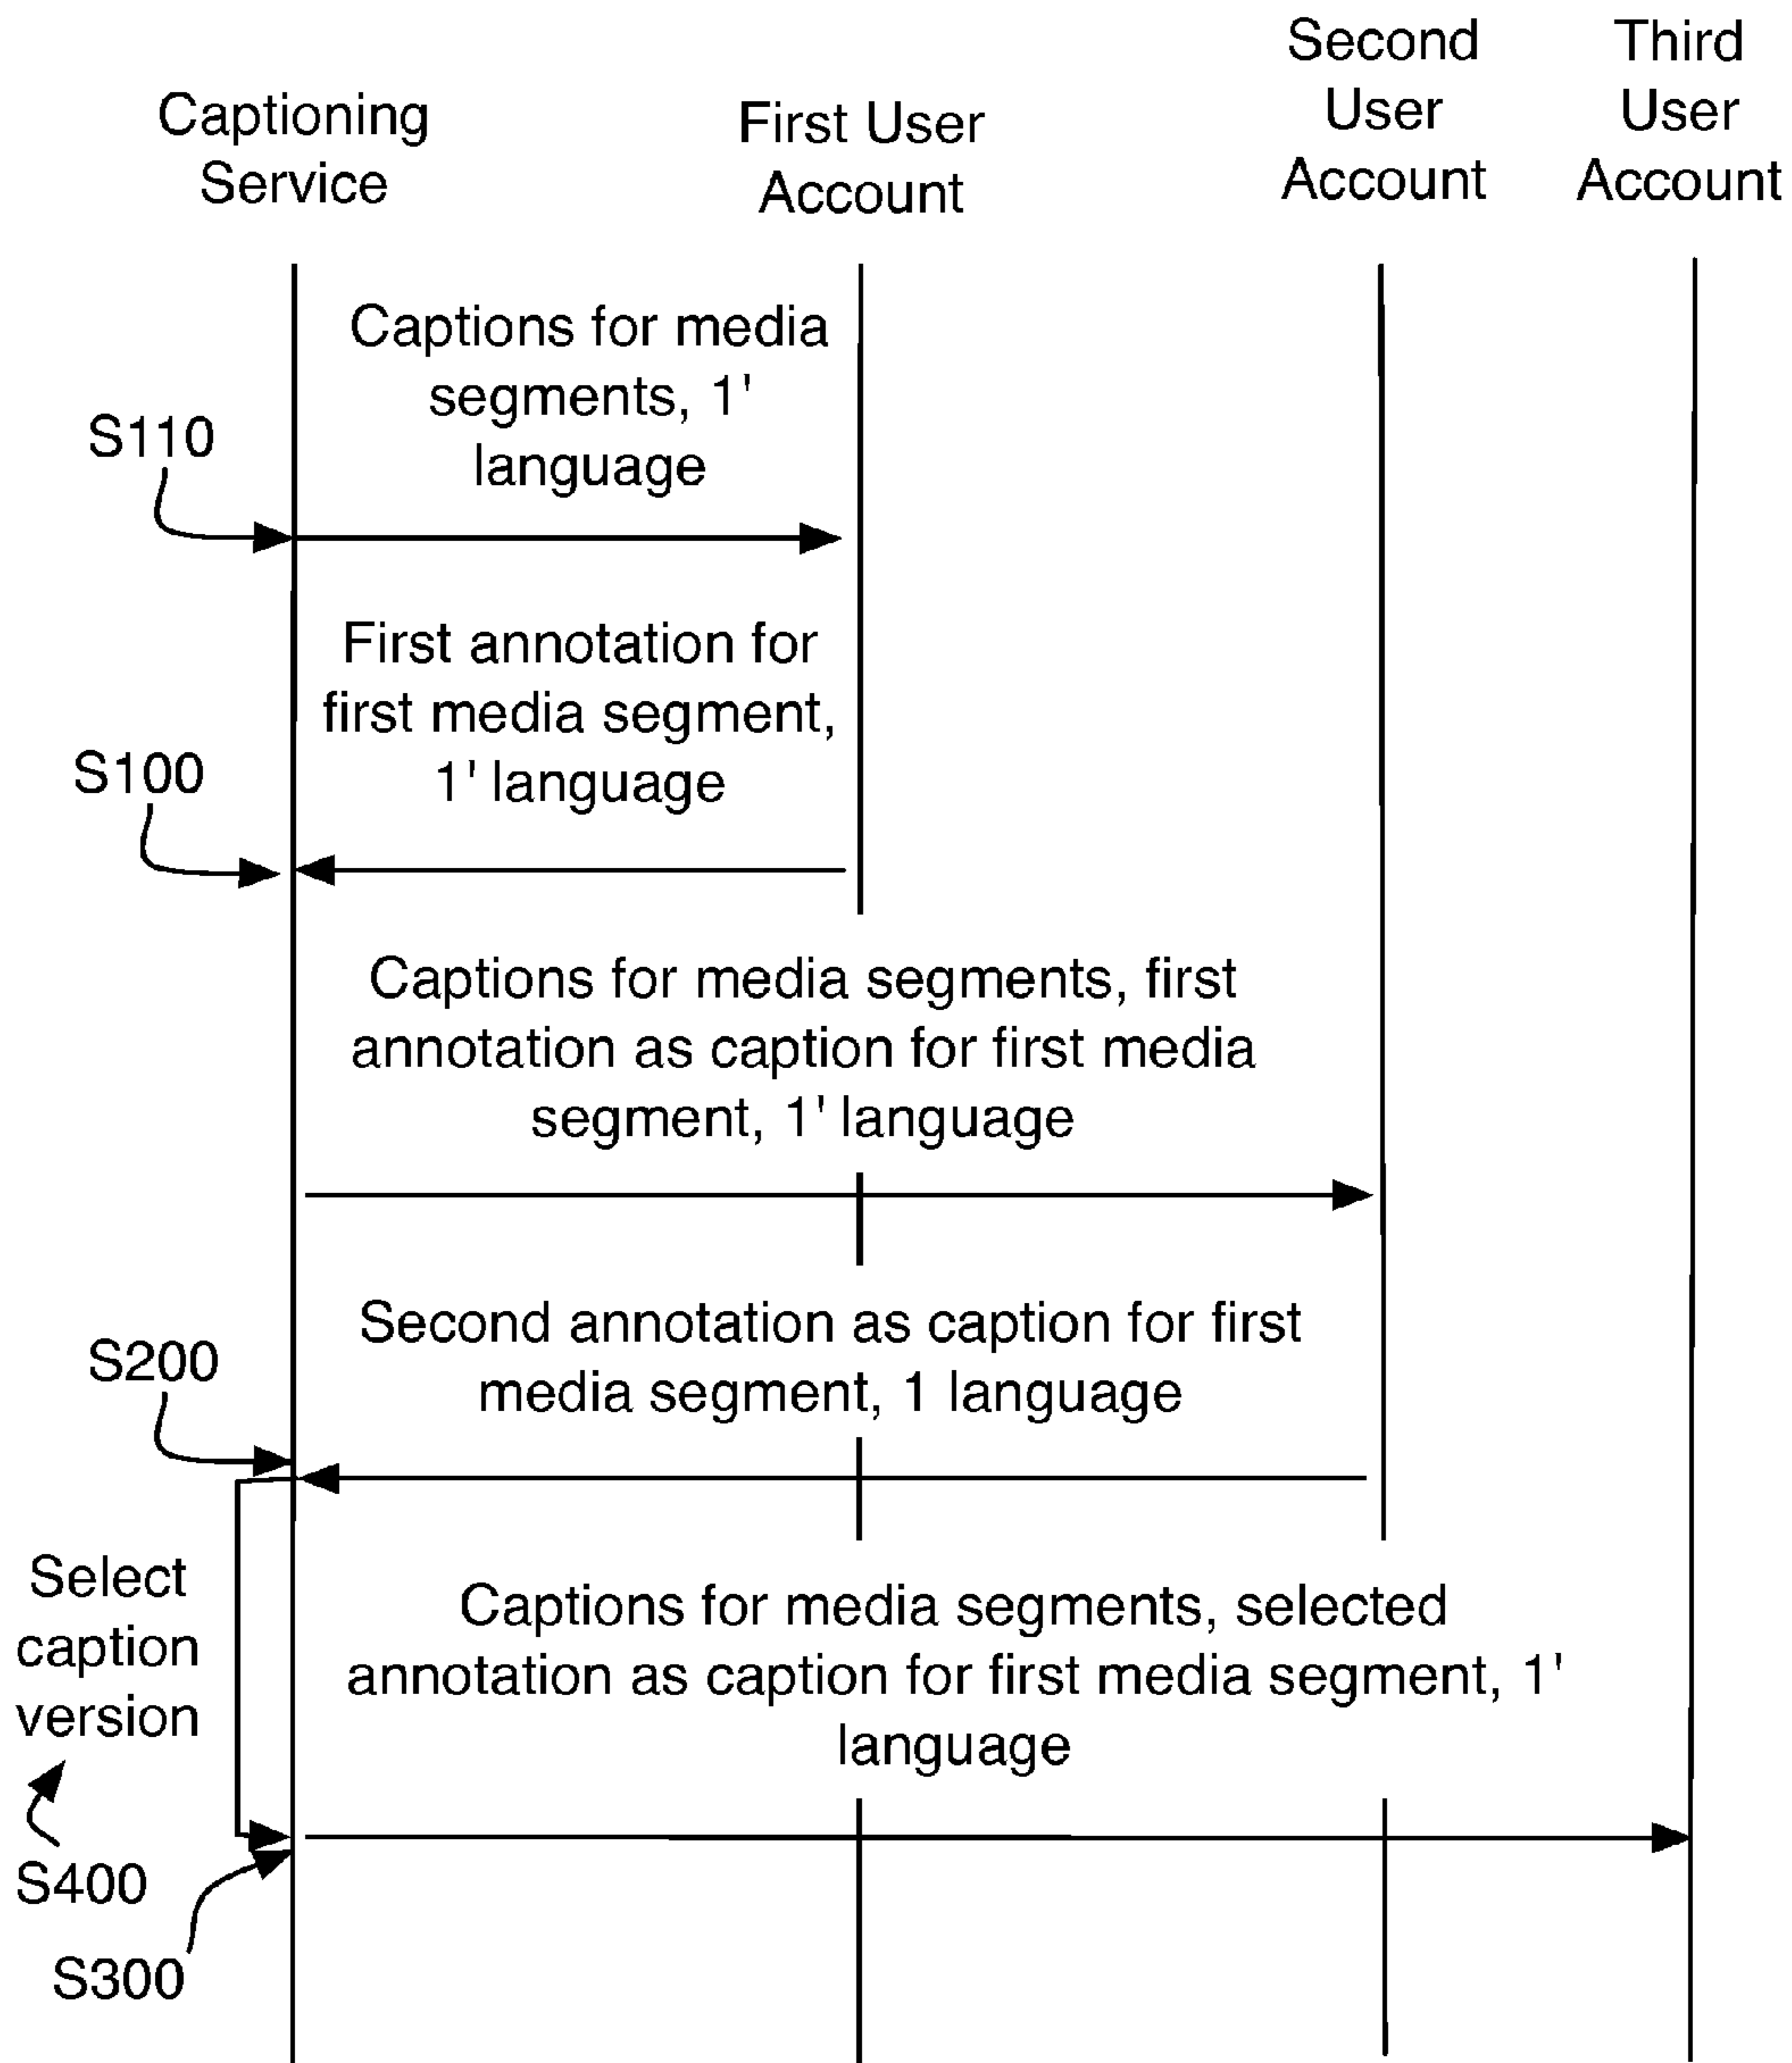 Captioning
Service
First User
Account
Second
User
Account
Third
User
Account
Captions for media
segments, 1'
language
S110
First annotation for
first media segment,
1' language
S100
Captions for media segments, first
annotation as caption for first media
segment, 1' language
Second annotation as caption for first
media segment, 1 language
S200
Select
caption
version
Captions for media segments, selected
annotation as caption for first media segment, 1'
language
S400
S300